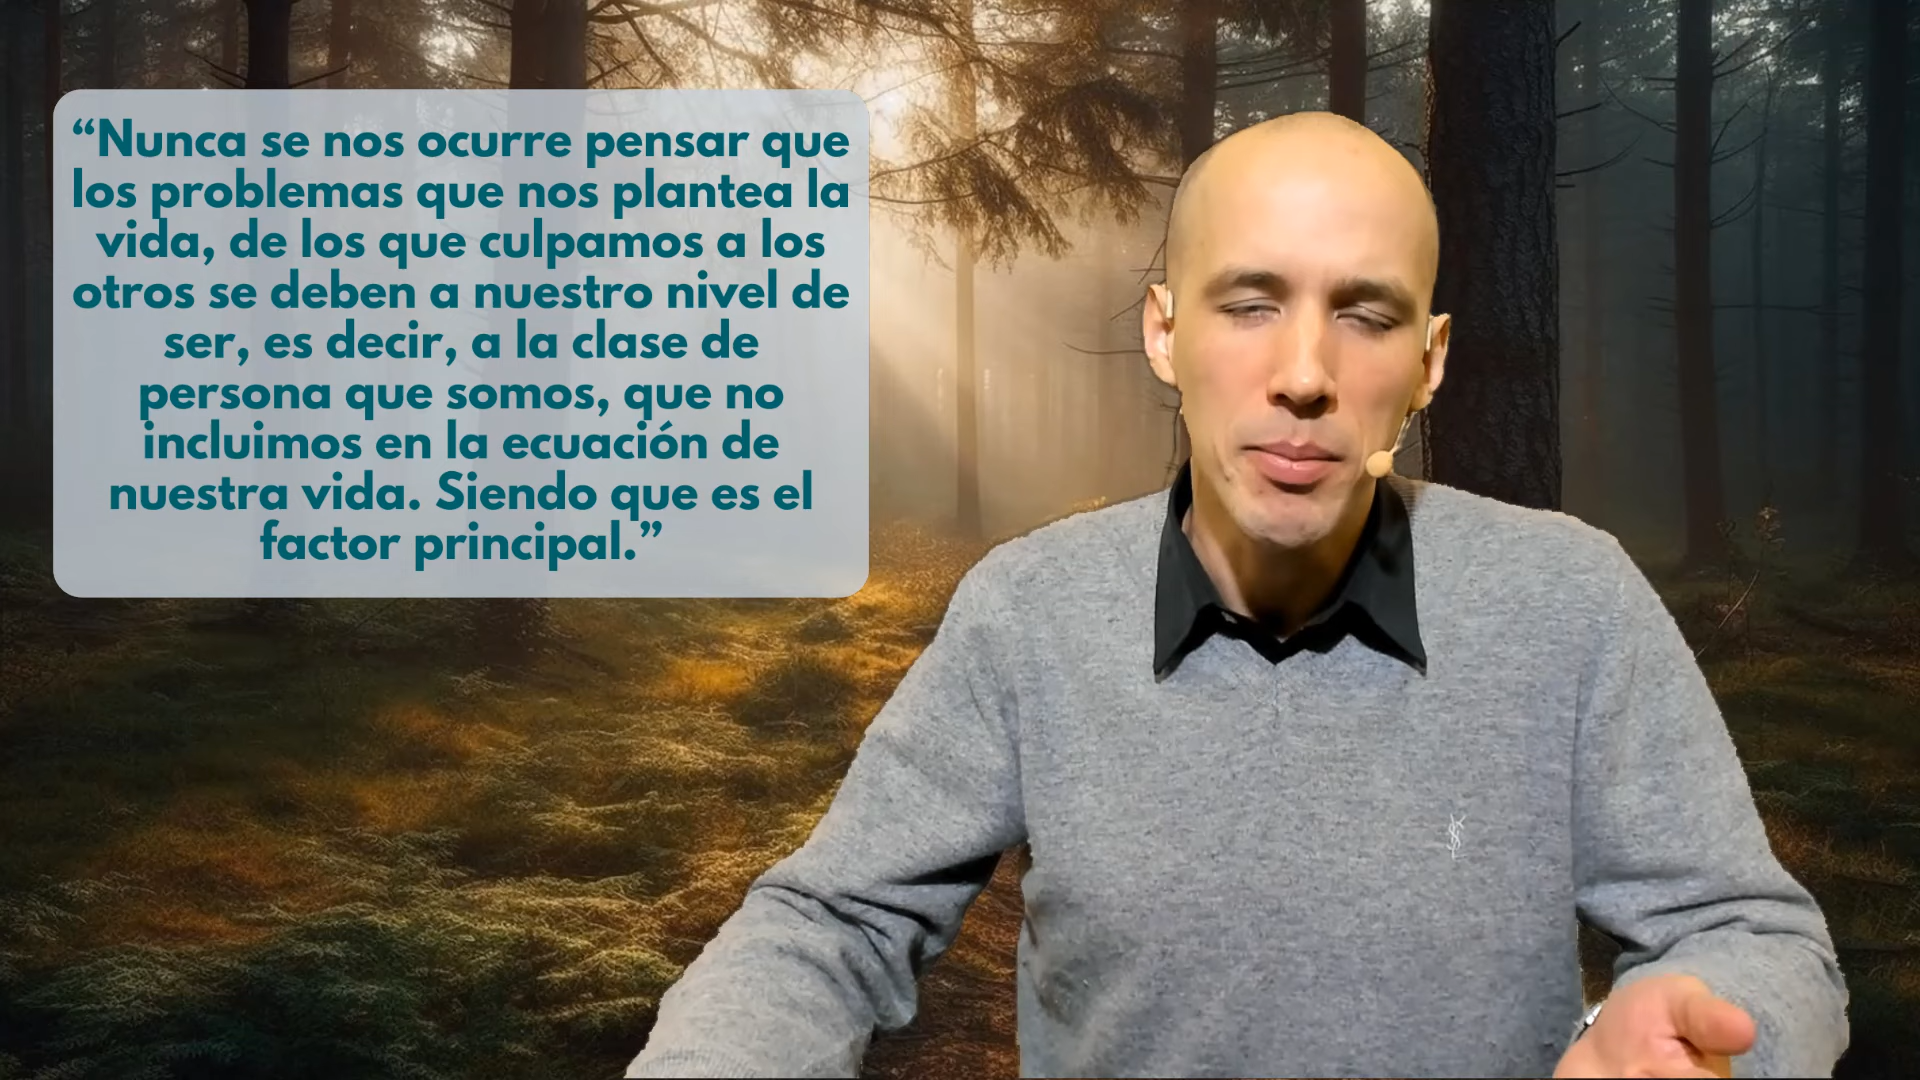 “Nunca se nos ocurre pensar que
los problemas que nos plantea la
vida, de los que culpamos a los
otros se deben a nuestro nivel de
ser, es decir, a la clase de
persona que somos, que no
incluimos en la ecuación de
nuestra vida. Siendo que es el
factor principal.”
YSL